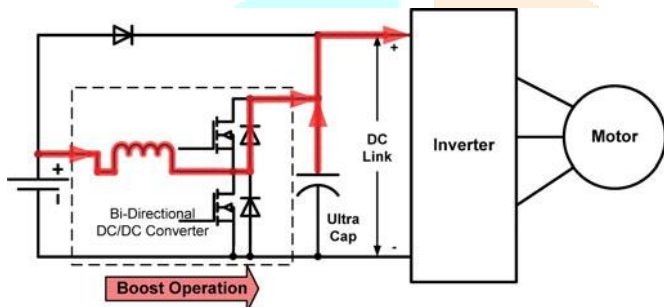 +
-
Bi-Directional
DC/DC Converter
Boost Operation
Ultra
Cap
+
DC
Link
-
Inverter
Motor